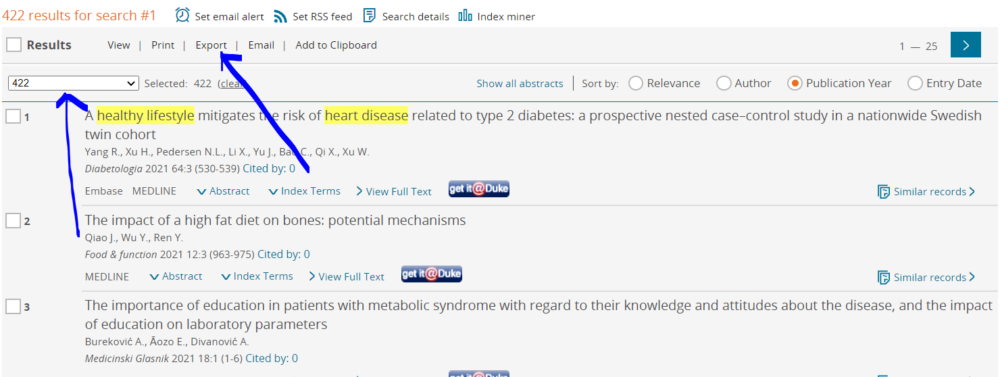 422 results for search #1 Set email alert Set RSS feed Search details Index miner
Results View | Print | Export | Email | Add to Clipboard 1 — 25
422 Selected: 422 (clear Show all abstracts | Sort by: Relevance Author Publication Year Entry Date
1 A healthy lifestyle mitigates the risk of heart disease related to type 2 diabetes: a prospective nested case–control study in a nationwide Swedish
twin cohort
Yang R., Xu H., Pedersen N.L., Li X., Yu J., Bao C., Qi X., Xu W.
Diabetologia 2021 64:3 (530-539) Cited by: 0
Embase MEDLINE Abstract Index Terms View Full Text get it@Duke Similar records
2 The impact of a high fat diet on bones: potential mechanisms
Qiao J., Wu Y., Ren Y.
Food & function 2021 12:3 (963-975) Cited by: 0
MEDLINE Abstract Index Terms View Full Text get it@Duke Similar records
3 The importance of education in patients with metabolic syndrome with regard to their knowledge and attitudes about the disease, and the impact
of education on laboratory parameters
Bureković A., Āozo E., Divanović A.
Medicinski Glasnik 2021 18:1 (1-6) Cited by: 0
get it@Duke